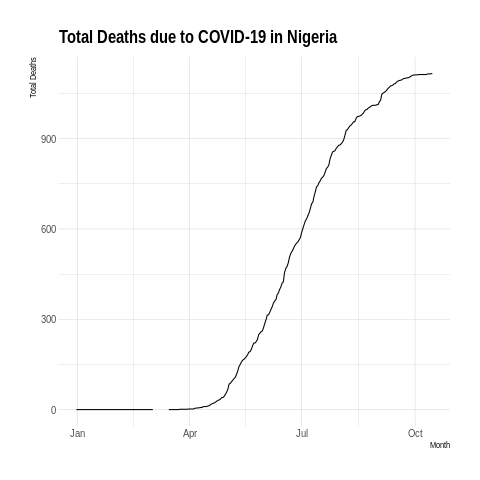 Total Deaths due to COVID-19 in Nigeria
Total Deaths
900
600
300
0
Jan Apr Jul Oct
Month